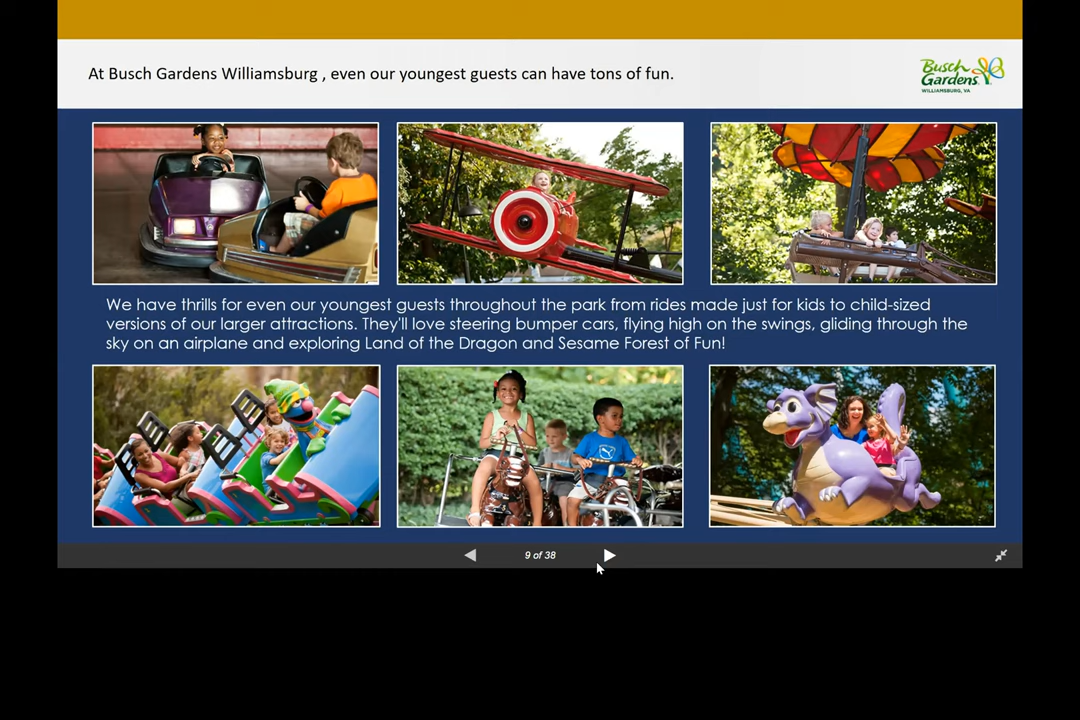 At Busch Gardens Williamsburg , even our youngest guests can have tons of fun.
Busch
Gardens
WILLIAMSBURG, VA
We have thrills for even our youngest guests throughout the park from rides made just for kids to child-sized
versions of our larger attractions. They'll love steering bumper cars, flying high on the swings, gliding through the
sky on an airplane and exploring Land of the Dragon and Sesame Forest of Fun!
9 of 38